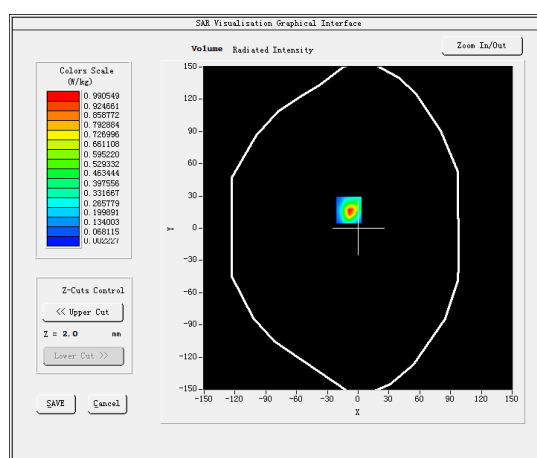 SAR Visualisation Graphical Interface
Volume Radiated Intensity
Zoom In/Out
Colors Scale
(W/kg)
0.990549
0.924661
0.858772
0.792884
0.726996
0.661108
0.595220
0.529332
0.463444
0.397556
0.331667
0.265779
0.199891
0.134003
0.068115
0.002227
Z-Cuts Control
<< Upper Cut
Z = 2.0 mm
Lower Cut >>
SAVE
Cancel
150
120
90
60
30
0
-30
-60
-90
-120
-150
Y
-150 -120 -90 -60 -30 0 30 60 90 120 150
X